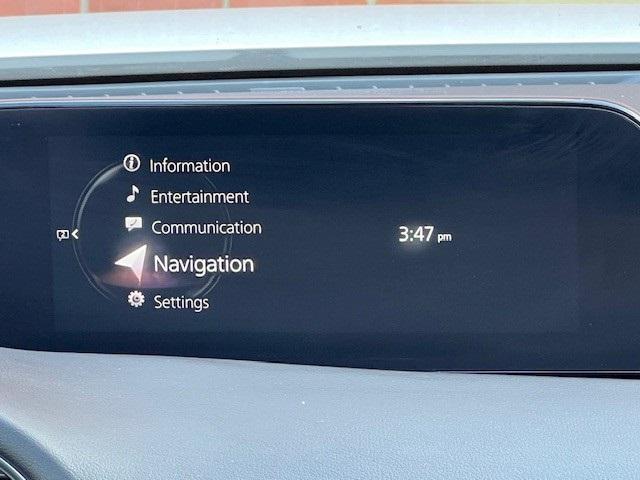 Information
Entertainment
Communication
Navigation
Settings
3:47 pm